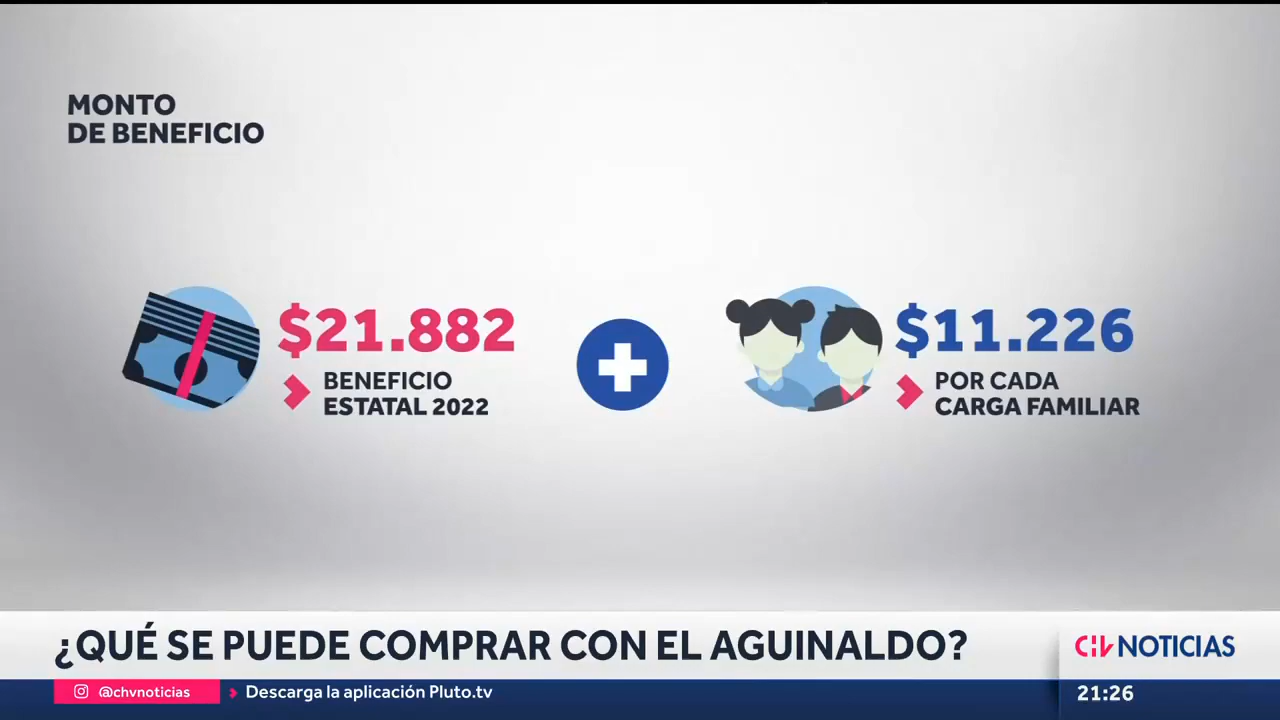 MONTO
DE BENEFICIO
$21.882
BENEFICIO
ESTATAL 2022
$11.226
POR CADA
CARGA FAMILIAR
¿QUÉ SE PUEDE COMPRAR CON EL AGUINALDO?
CHV NOTICIAS
@chvnoticias
Descarga la aplicación Pluto.tv
21:26